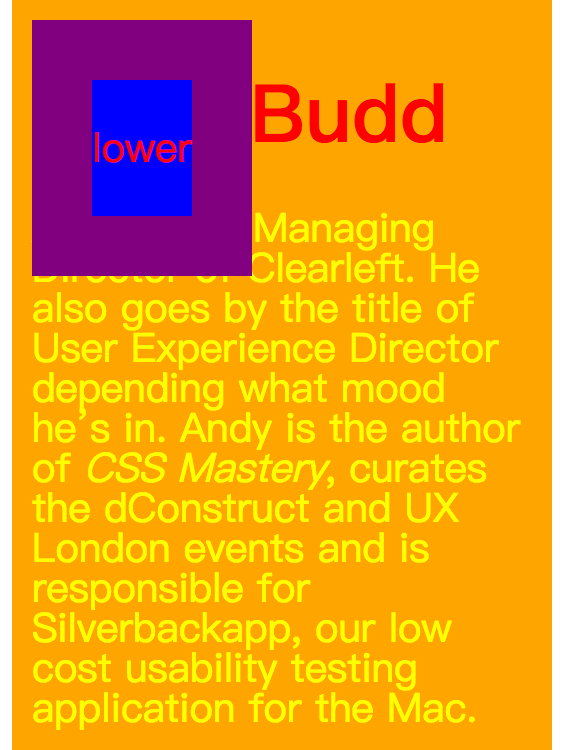 Budd
lower
Managing
Clearleft. He
also goes by the title of
User Experience Director
depending what mood
he’s in. Andy is the author
of CSS Mastery, curates
the dConstruct and UX
London events and is
responsible for
Silverbackapp, our low
cost usability testing
application for the Mac.